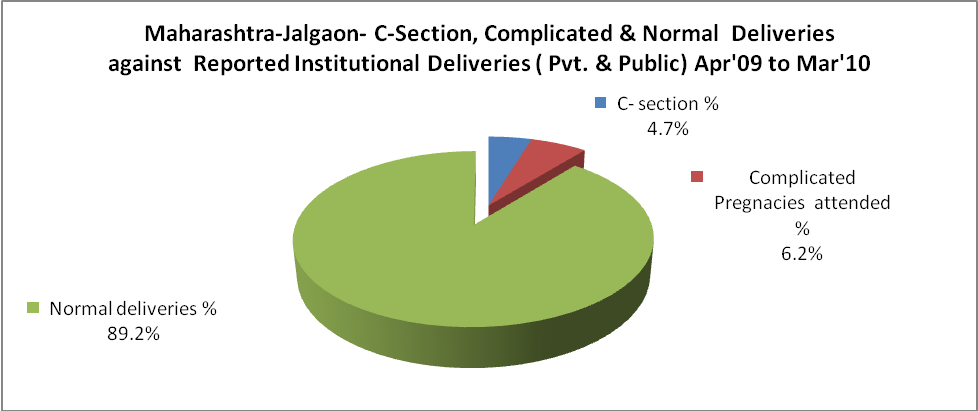 Maharashtra-Jalgaon- C-Section, Complicated & Normal Deliveries
against Reported Institutional Deliveries ( Pvt. & Public) Apr'09 to Mar'10
C- section %
4.7%
Complicated
Pregnacies attended
%
6.2%
Normal deliveries %
89.2%